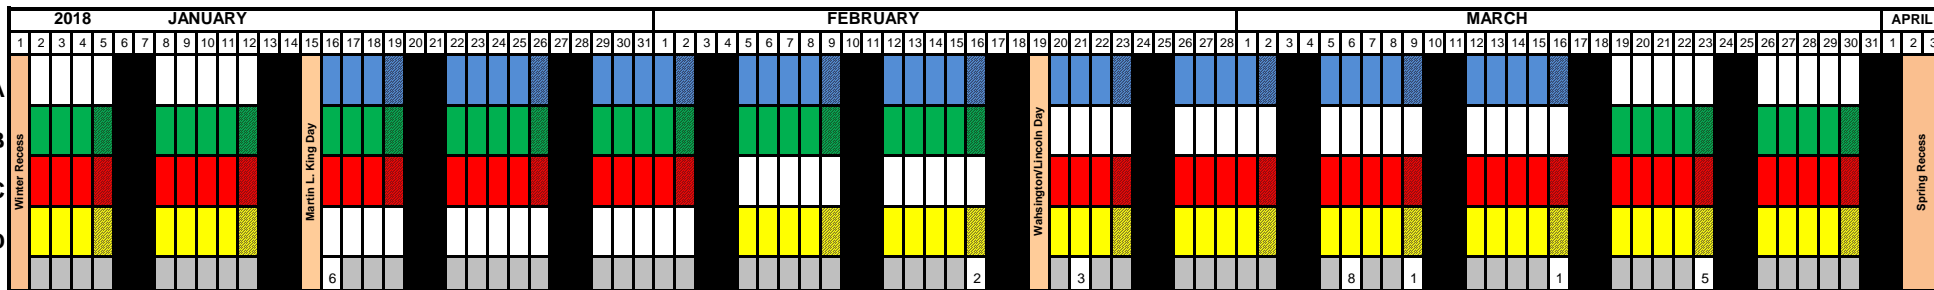 2018 JANUARY FEBRUARY MARCH APRIL
1 2 3 4 5 6 7 8 9 10 11 12 13 14 15 16 17 18 19 20 21 22 23 24 25 26 27 28 29 30 31 1 2 3 4 5 6 7 8 9 10 11 12 13 14 15 16 17 18 19 20 21 22 23 24 25 26 27 28 1 2 3 4 5 6 7 8 9 10 11 12 13 14 15 16 17 18 19 20 21 22 23 24 25 26 27 28 29 30 31 1 2 3
A
B
C
D
Winter Recess
Martin L. King Day
Wahsington/Lincoln Day
Spring Recess
6 2 3 8 1 1 5